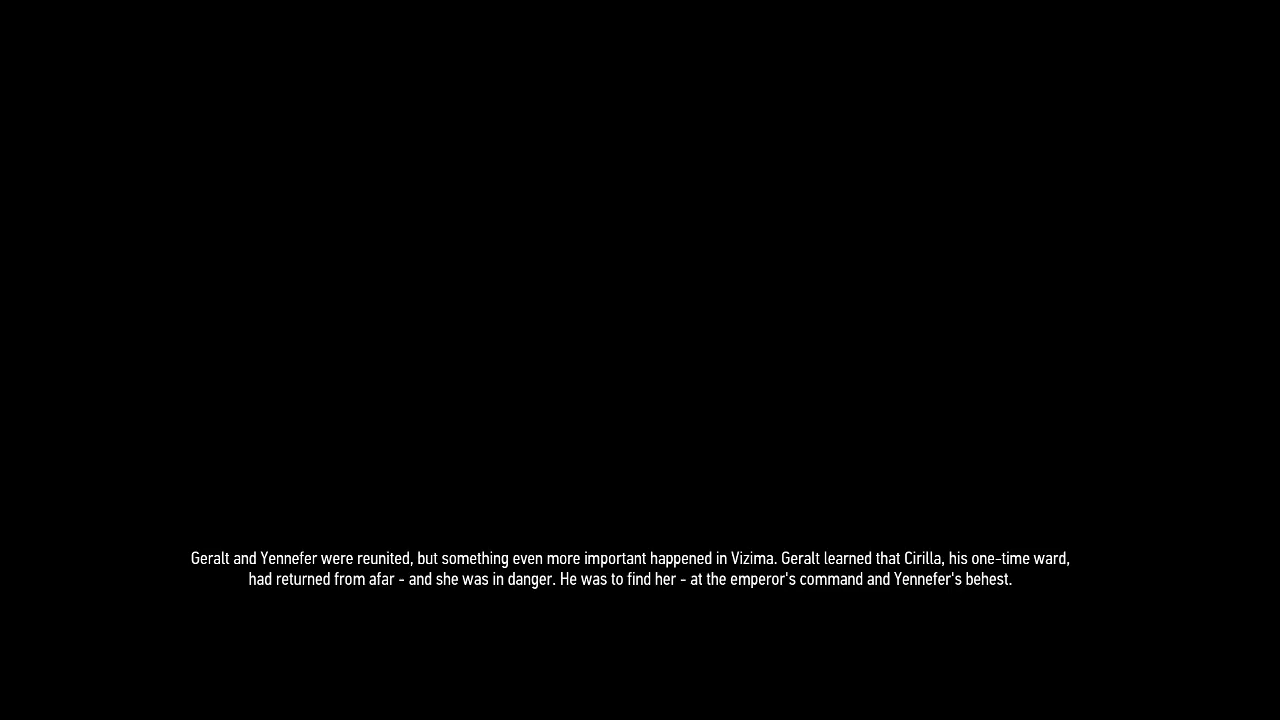 Geralt and Yennefer were reunited, but something even more important happened in Vizima. Geralt learned that Cirilla, his one-time ward,
had returned from afar - and she was in danger. He was to find her - at the emperor's command and Yennefer's behest.